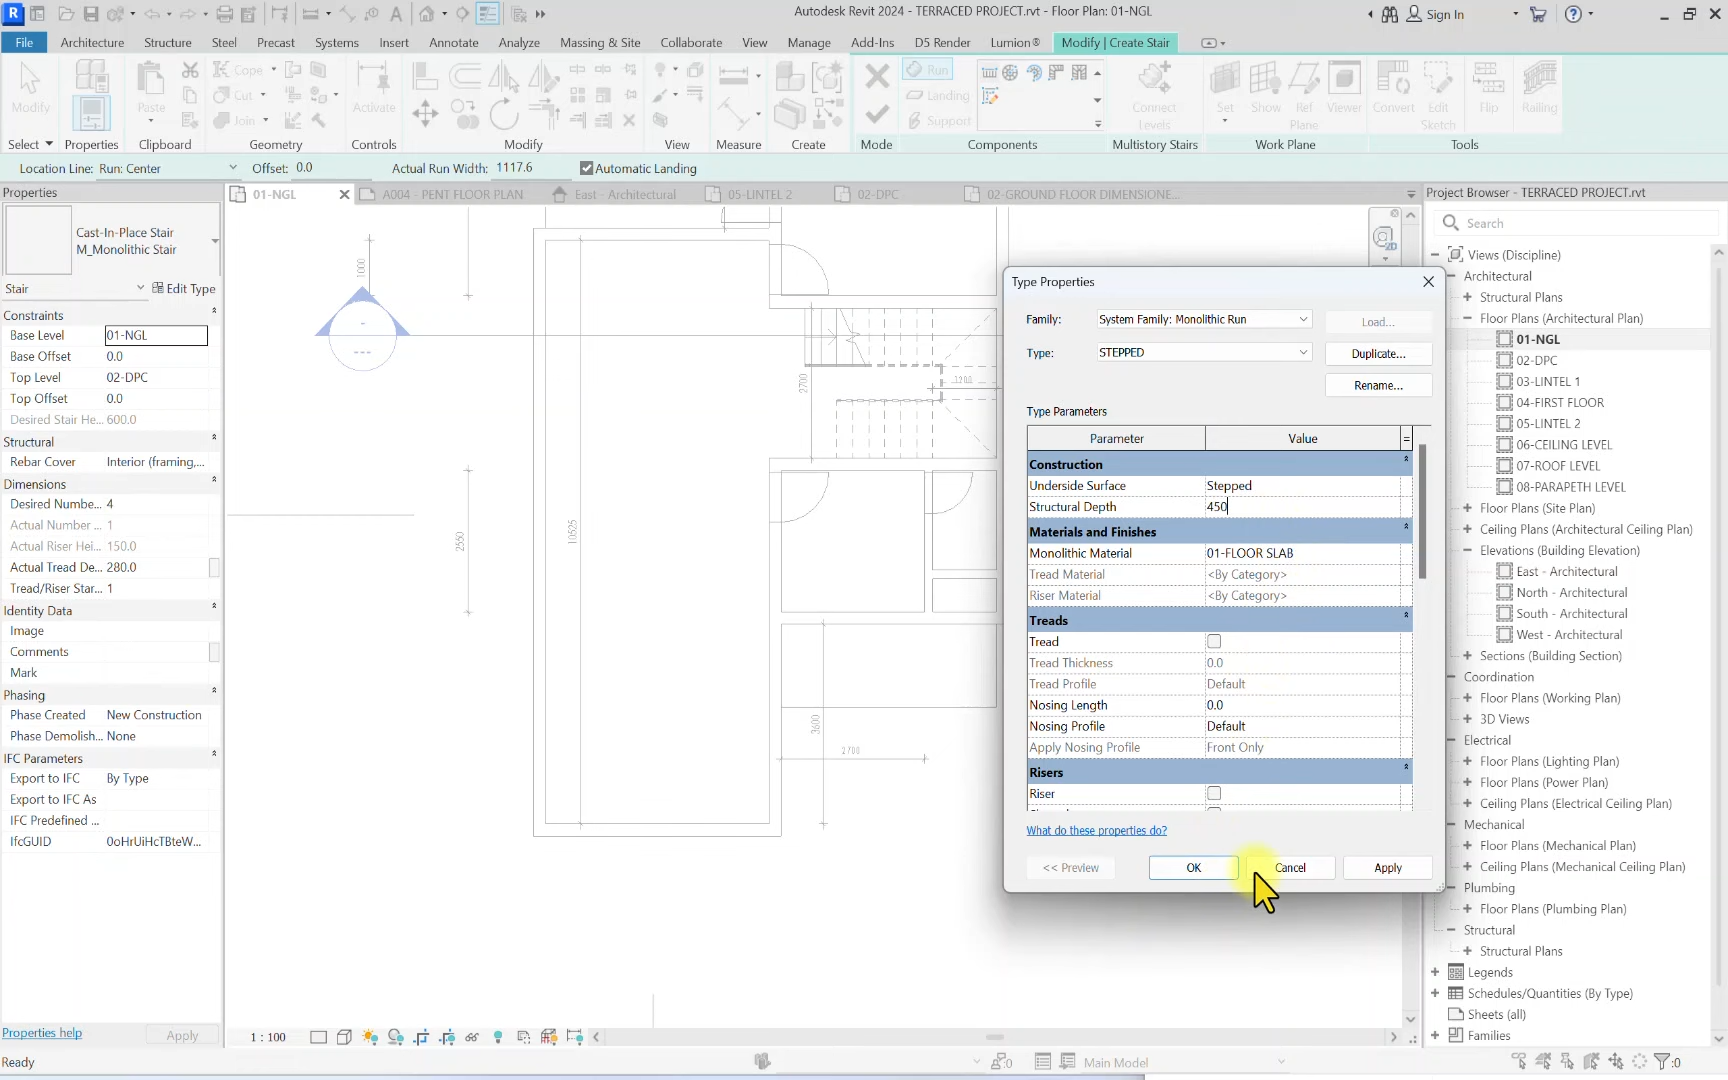 Autodesk Revit 2024 - TERRACED PROJECT.rvt - Floor Plan: 01-NGL
Sign In
File Architecture Structure Steel Precast Systems Insert Annotate Analyze Massing & Site Collaborate View Manage Add-Ins D5 Render Lumion® Modify | Create Stair
Modify
Paste
Cope
Cut
Join
Activate
Run
Landing
Support
Connect
Levels
Set
Show
Ref
Plane
Viewer
Convert
Edit
Sketch
Flip
Railing
Select Properties Clipboard Geometry Controls Modify View Measure Create Mode Components Multistory Stairs Work Plane Tools
Location Line: Run: Center Offset: 0.0 Actual Run Width: 1117.6 Automatic Landing
Properties
01-NGL A004 - PENT FLOOR PLAN East - Architectural 05-LINTEL 2 02-DPC 02-GROUND FLOOR DIMENSIONE...
Cast-In-Place Stair
M_Monolithic Stair
Stair Edit Type
Constraints
Base Level 01-NGL
Base Offset 0.0
Top Level 02-DPC
Top Offset 0.0
Desired Stair He... 600.0
Structural
Rebar Cover Interior (framing,...
Dimensions
Desired Numbe... 4
Actual Number ... 1
Actual Riser Hei... 150.0
Actual Tread De... 280.0
Tread/Riser Star... 1
Identity Data
Image
Comments
Mark
Phasing
Phase Created New Construction
Phase Demolish... None
IFC Parameters
Export to IFC By Type
Export to IFC As
IFC Predefined ...
IfcGUID 0oHrUiHcTBteW...
Properties help Apply
1000
2550
10525
2700
1200
3600
2700
2D
Type Properties
Family: System Family: Monolithic Run Load...
Type: STEPPED Duplicate...
Rename...
Type Parameters
Parameter Value =
Construction
Underside Surface Stepped
Structural Depth 450
Materials and Finishes
Monolithic Material 01-FLOOR SLAB
Tread Material <By Category>
Riser Material <By Category>
Treads
Tread
Tread Thickness 0.0
Tread Profile Default
Nosing Length 0.0
Nosing Profile Default
Apply Nosing Profile Front Only
Risers
Riser
What do these properties do?
<< Preview OK Cancel Apply
Project Browser - TERRACED PROJECT.rvt
Search
Views (Discipline)
Architectural
Structural Plans
Floor Plans (Architectural Plan)
01-NGL
02-DPC
03-LINTEL 1
04-FIRST FLOOR
05-LINTEL 2
06-CEILING LEVEL
07-ROOF LEVEL
08-PARAPETH LEVEL
Floor Plans (Site Plan)
Ceiling Plans (Architectural Ceiling Plan)
Elevations (Building Elevation)
East - Architectural
North - Architectural
South - Architectural
West - Architectural
Sections (Building Section)
Coordination
Floor Plans (Working Plan)
3D Views
Electrical
Floor Plans (Lighting Plan)
Floor Plans (Power Plan)
Ceiling Plans (Electrical Ceiling Plan)
Mechanical
Floor Plans (Mechanical Plan)
Ceiling Plans (Mechanical Ceiling Plan)
Plumbing
Floor Plans (Plumbing Plan)
Structural
Structural Plans
Legends
Schedules/Quantities (By Type)
Sheets (all)
Families
1 : 100
Ready :0 Main Model :0